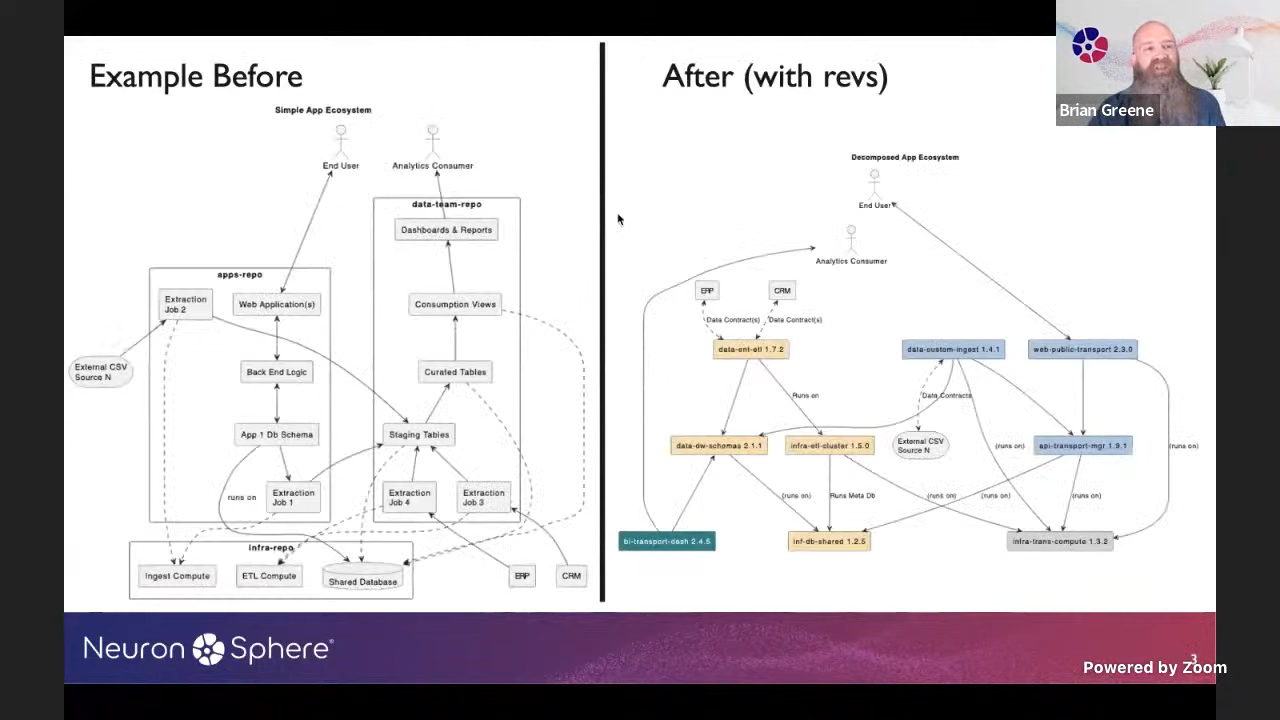 Example Before
Simple App Ecosystem
End User
Analytics Consumer
data-team-repo
Dashboards & Reports
apps-repo
Extraction
Job 2
Web Application(s)
Consumption Views
External CSV
Source N
Back End Logic
Curated Tables
App 1 Db Schema
Staging Tables
runs on
Extraction
Job 1
Extraction
Job 4
Extraction
Job 3
infra-repo
Ingest Compute
ETL Compute
Shared Database
ERP
CRM
After (with revs)
Decomposed App Ecosystem
End User
Analytics Consumer
ERP
CRM
Data Contract(s)
Data Contract(s)
data-ent-etl 1.7.2
data-custom-ingest 1.4.1
web-public-transport 2.3.0
Runs on
Data Contracts
data-dw-schemas 2.1.1
infra-etl-cluster 1.5.0
External CSV
Source N
(runs on)
api-transport-mgr 1.9.1
(runs on)
(runs on)
Runs Meta Db
(runs on)
(runs on)
(runs on)
bi-transport-dash 2.4.5
inf-db-shared 1.2.5
infra-trans-compute 1.3.2
Brian Greene
Neuron Sphere®
3
Powered by Zoom